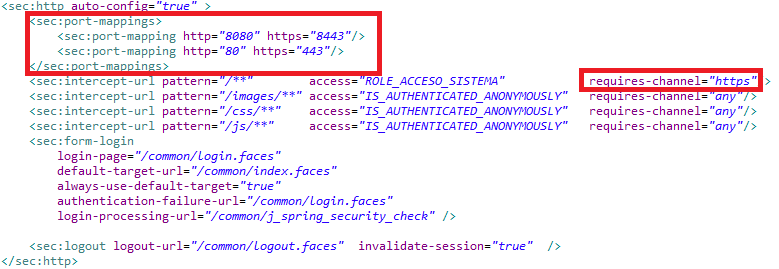 <sec:http auto-config="true" >
<sec:port-mappings>
<sec:port-mapping http="8080" https="8443"/>
<sec:port-mapping http="80" https="443"/>
</sec:port-mappings>
<sec:intercept-url pattern="/**" access="ROLE_ACCESO_SISTEMA" requires-channel="https" >
<sec:intercept-url pattern="/images/**" access="IS_AUTHENTICATED_ANONYMOUSLY" requires-channel="any"/>
<sec:intercept-url pattern="/css/**" access="IS_AUTHENTICATED_ANONYMOUSLY" requires-channel="any"/>
<sec:intercept-url pattern="/js/**" access="IS_AUTHENTICATED_ANONYMOUSLY" requires-channel="any"/>
<sec:form-login
login-page="/common/login.faces"
default-target-url="/common/index.faces"
always-use-default-target="true"
authentication-failure-url="/common/login.faces"
login-processing-url="/common/j_spring_security_check" />
<sec:logout logout-url="/common/logout.faces" invalidate-session="true" />
</sec:http>